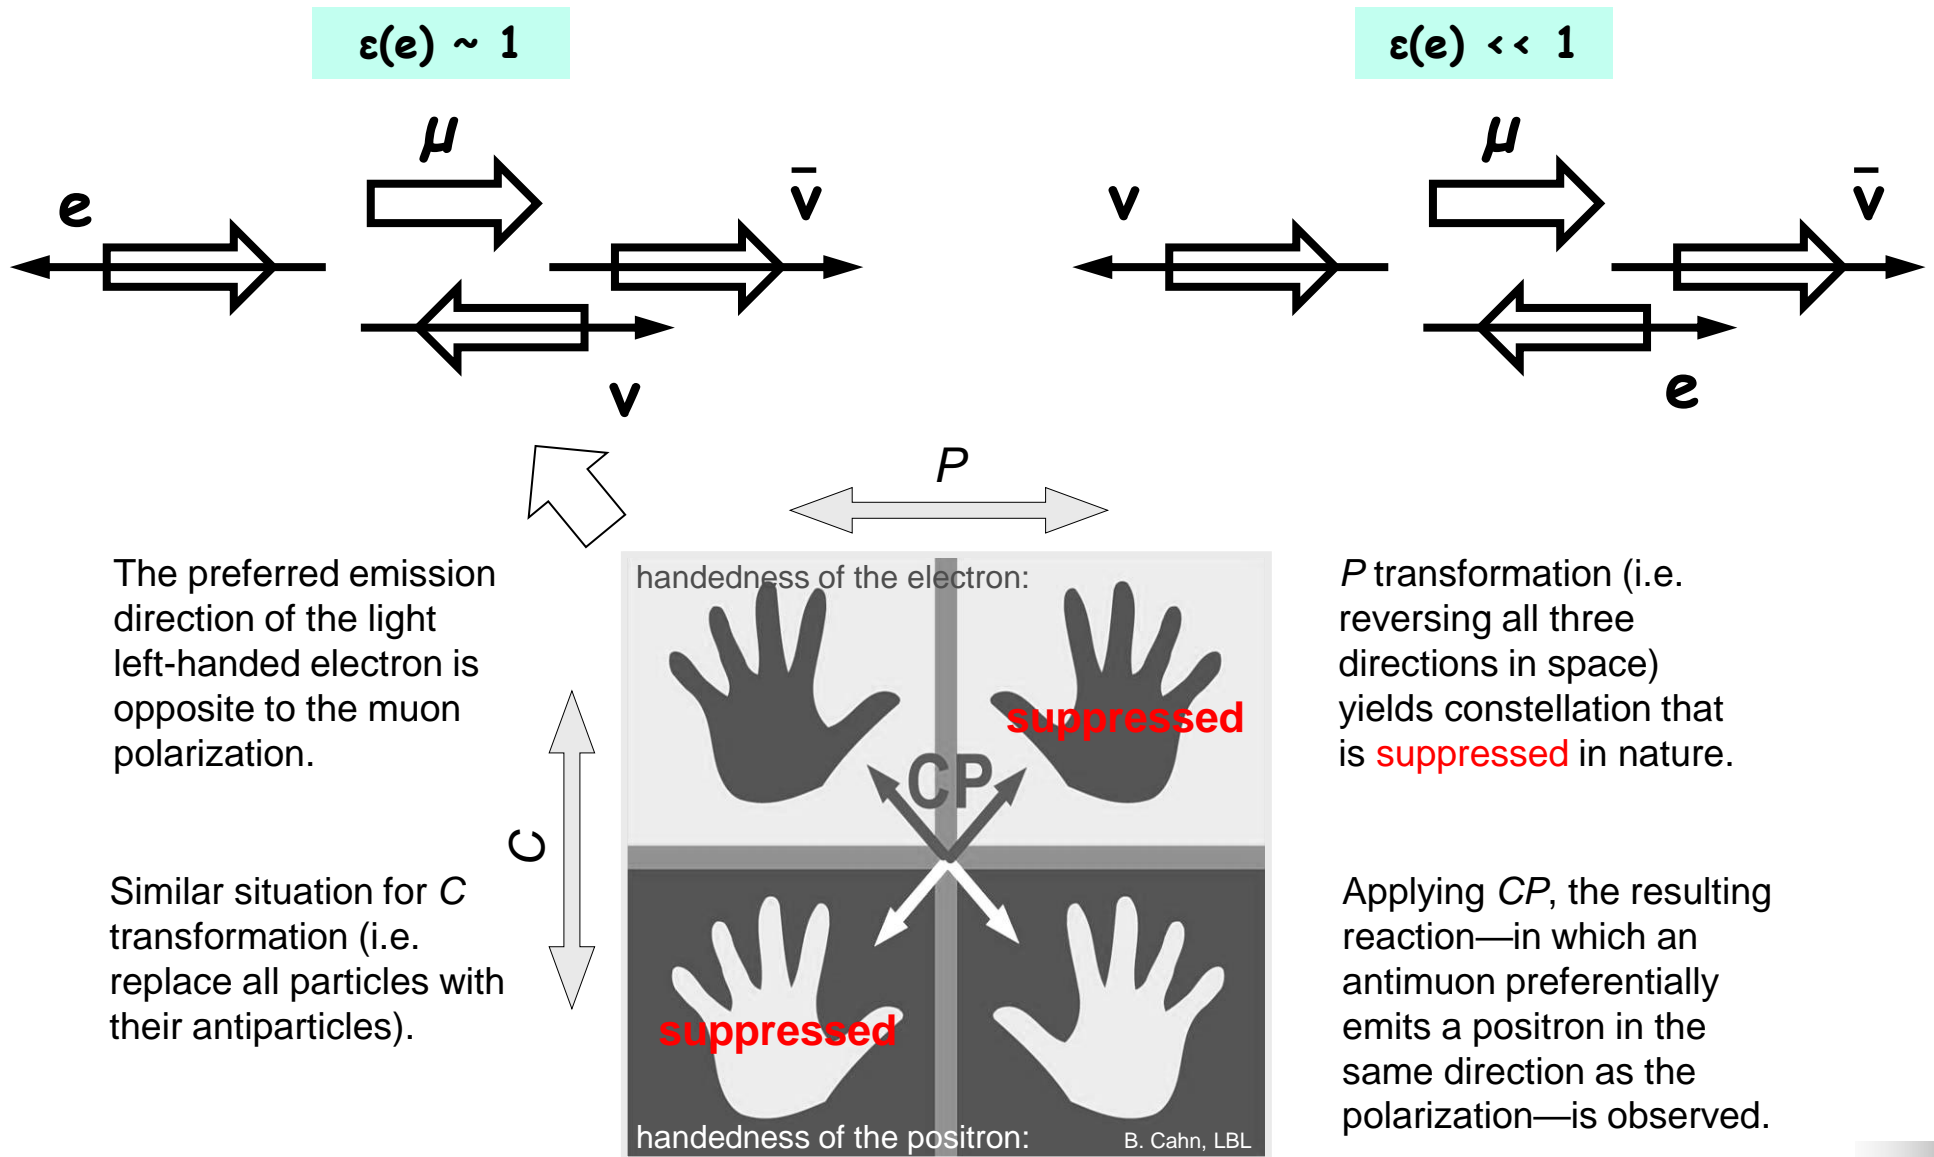 ε(e) ~ 1
ε(e) << 1
μ
μ
e
ν̄
ν
ν̄
ν
e
P
The preferred emission
direction of the light
left-handed electron is
opposite to the muon
polarization.
handedness of the electron:
suppressed
CP
P transformation (i.e.
reversing all three
directions in space)
yields constellation that
is suppressed in nature.
C
Similar situation for C
transformation (i.e.
replace all particles with
their antiparticles).
suppressed
handedness of the positron:
B. Cahn, LBL
Applying CP, the resulting
reaction—in which an
antimuon preferentially
emits a positron in the
same direction as the
polarization—is observed.